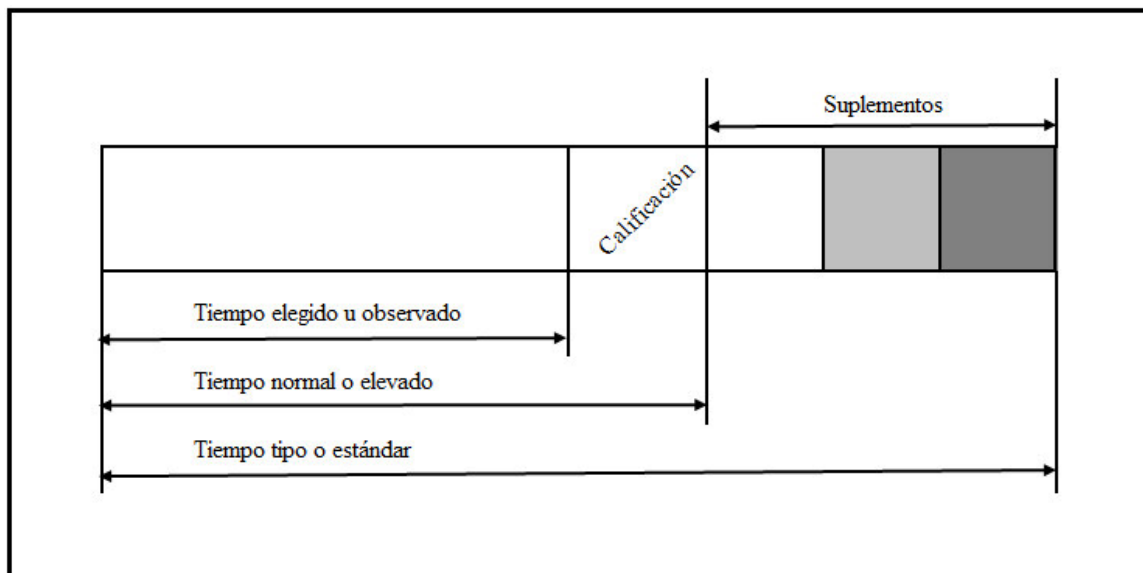 Suplementos
Calificación
Tiempo elegido u observado
Tiempo normal o elevado
Tiempo tipo o estándar